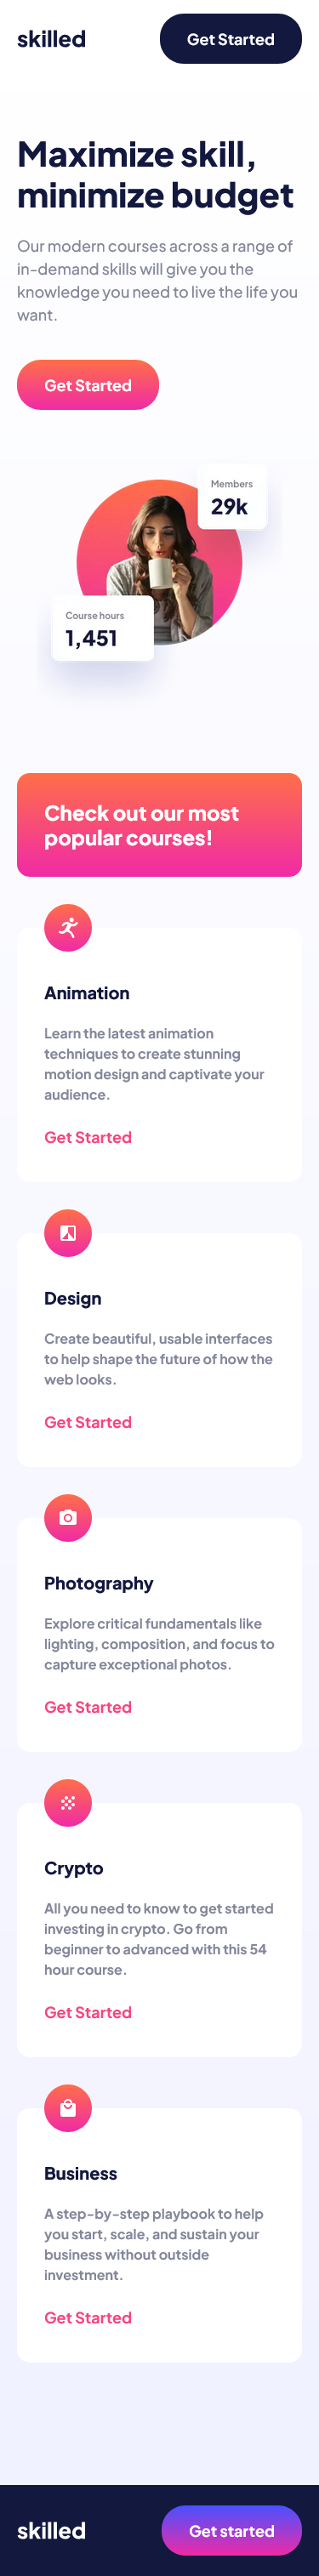 skilled
Get Started
Maximize skill,
minimize budget
Our modern courses across a range of
in-demand skills will give you the
knowledge you need to live the life you
want.
Get Started
Members
29k
Course hours
1,451
Check out our most
popular courses!
Animation
Learn the latest animation
techniques to create stunning
motion design and captivate your
audience.
Get Started
Design
Create beautiful, usable interfaces
to help shape the future of how the
web looks.
Get Started
Photography
Explore critical fundamentals like
lighting, composition, and focus to
capture exceptional photos.
Get Started
Crypto
All you need to know to get started
investing in crypto. Go from
beginner to advanced with this 54
hour course.
Get Started
Business
A step-by-step playbook to help
you start, scale, and sustain your
business without outside
investment.
Get Started
skilled
Get started